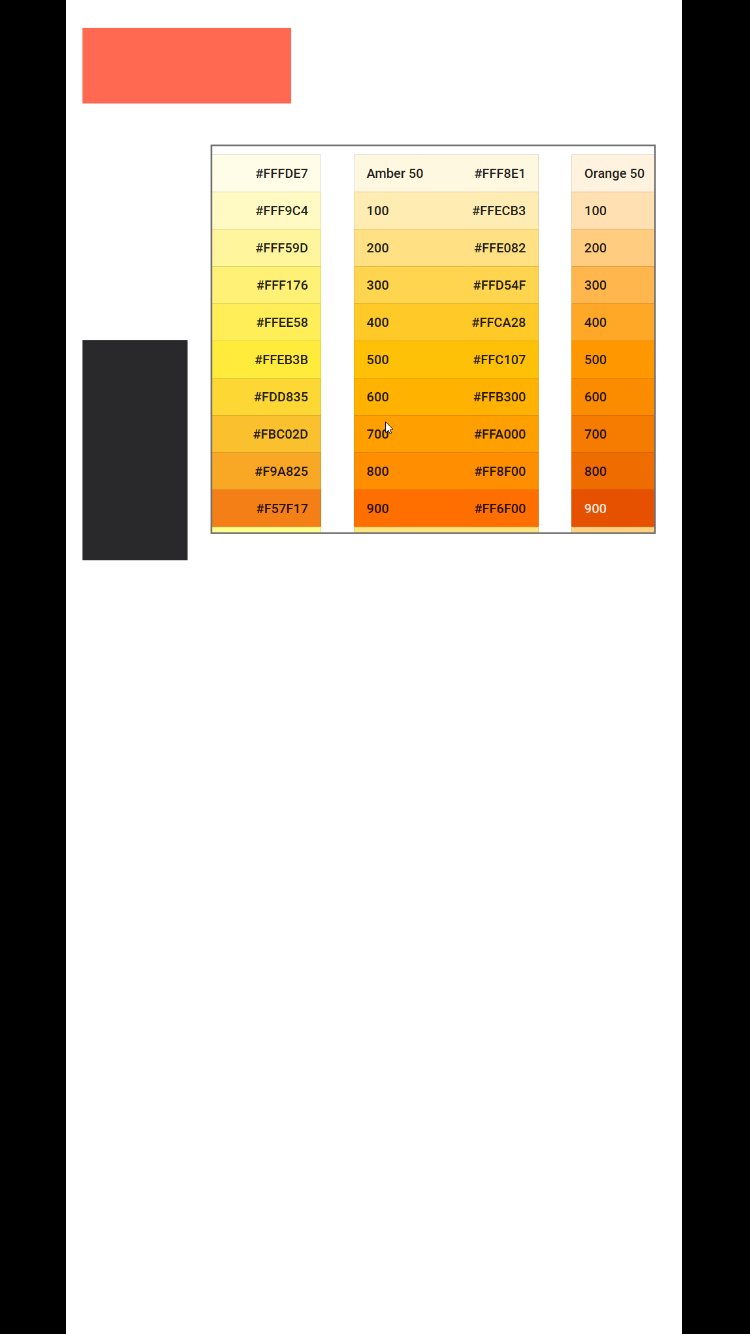 #FFFDE7 Amber 50 #FFF8E1 Orange 50
#FFF9C4 100 #FFECB3 100
#FFF59D 200 #FFE082 200
#FFF176 300 #FFD54F 300
#FFEE58 400 #FFCA28 400
#FFEB3B 500 #FFC107 500
#FDD835 600 #FFB300 600
#FBC02D 700 #FFA000 700
#F9A825 800 #FF8F00 800
#F57F17 900 #FF6F00 900